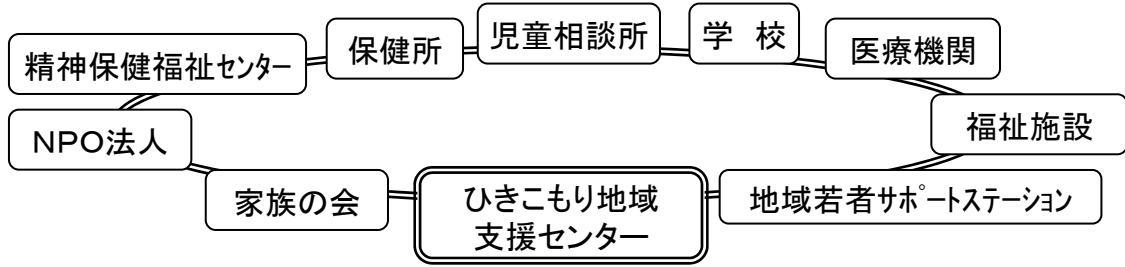 精神保健福祉ｾﾝﾀｰ
保健所
児童相談所
学　校
医療機関
福祉施設
NPO法人
家族の会
ひきこもり地域
支援センター
地域若者ｻﾎﾟｰﾄｽﾃｰｼｮﾝ